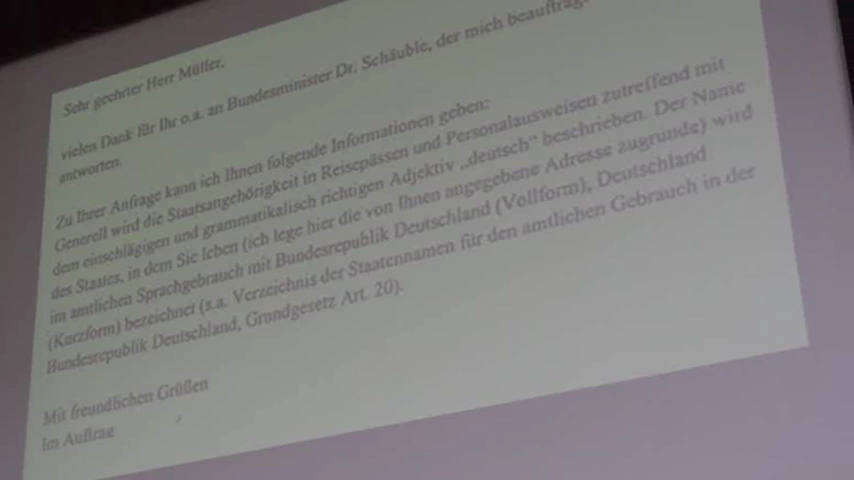 Sehr geehrter Herr Müller,
vielen Dank für Ihr o.a. an Bundesminister Dr. Schäuble, der mich beauftrag
antworten.
Zu Ihrer Anfrage kann ich Ihnen folgende Informationen geben:
Generell wird die Staatsangehörigkeit in Reisepässen und Personalausweisen zutreffend mit
dem einschlägigen und grammatikalisch richtigen Adjektiv „deutsch“ beschrieben. Der Name
des Staates, in dem Sie leben (ich lege hier die von Ihnen angegebene Adresse zugrunde) wird
im amtlichen Sprachgebrauch mit Bundesrepublik Deutschland (Vollform), Deutschland
(Kurzform) bezeichnet (s.a. Verzeichnis der Staatennamen für den amtlichen Gebrauch in der
Bundesrepublik Deutschland, Grundgesetz Art. 20).
Mit freundlichen Grüßen
Im Auftrag